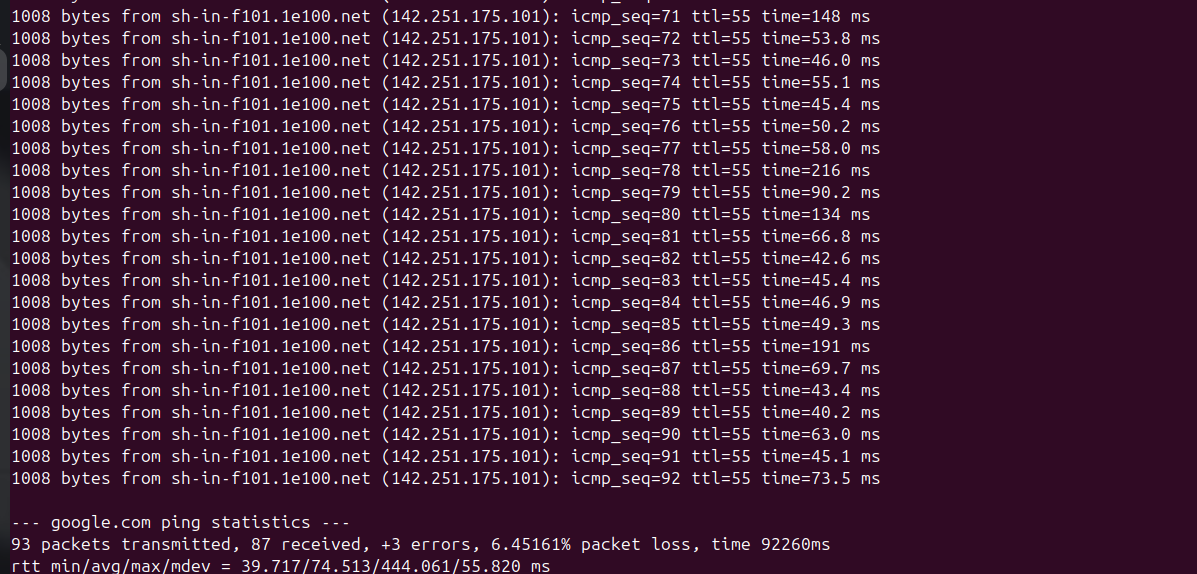 1008 bytes from sh-in-f101.1e100.net (142.251.175.101): icmp_seq=71 ttl=55 time=148 ms
1008 bytes from sh-in-f101.1e100.net (142.251.175.101): icmp_seq=72 ttl=55 time=53.8 ms
1008 bytes from sh-in-f101.1e100.net (142.251.175.101): icmp_seq=73 ttl=55 time=46.0 ms
1008 bytes from sh-in-f101.1e100.net (142.251.175.101): icmp_seq=74 ttl=55 time=55.1 ms
1008 bytes from sh-in-f101.1e100.net (142.251.175.101): icmp_seq=75 ttl=55 time=45.4 ms
1008 bytes from sh-in-f101.1e100.net (142.251.175.101): icmp_seq=76 ttl=55 time=50.2 ms
1008 bytes from sh-in-f101.1e100.net (142.251.175.101): icmp_seq=77 ttl=55 time=58.0 ms
1008 bytes from sh-in-f101.1e100.net (142.251.175.101): icmp_seq=78 ttl=55 time=216 ms
1008 bytes from sh-in-f101.1e100.net (142.251.175.101): icmp_seq=79 ttl=55 time=90.2 ms
1008 bytes from sh-in-f101.1e100.net (142.251.175.101): icmp_seq=80 ttl=55 time=134 ms
1008 bytes from sh-in-f101.1e100.net (142.251.175.101): icmp_seq=81 ttl=55 time=66.8 ms
1008 bytes from sh-in-f101.1e100.net (142.251.175.101): icmp_seq=82 ttl=55 time=42.6 ms
1008 bytes from sh-in-f101.1e100.net (142.251.175.101): icmp_seq=83 ttl=55 time=45.4 ms
1008 bytes from sh-in-f101.1e100.net (142.251.175.101): icmp_seq=84 ttl=55 time=46.9 ms
1008 bytes from sh-in-f101.1e100.net (142.251.175.101): icmp_seq=85 ttl=55 time=49.3 ms
1008 bytes from sh-in-f101.1e100.net (142.251.175.101): icmp_seq=86 ttl=55 time=191 ms
1008 bytes from sh-in-f101.1e100.net (142.251.175.101): icmp_seq=87 ttl=55 time=69.7 ms
1008 bytes from sh-in-f101.1e100.net (142.251.175.101): icmp_seq=88 ttl=55 time=43.4 ms
1008 bytes from sh-in-f101.1e100.net (142.251.175.101): icmp_seq=89 ttl=55 time=40.2 ms
1008 bytes from sh-in-f101.1e100.net (142.251.175.101): icmp_seq=90 ttl=55 time=63.0 ms
1008 bytes from sh-in-f101.1e100.net (142.251.175.101): icmp_seq=91 ttl=55 time=45.1 ms
1008 bytes from sh-in-f101.1e100.net (142.251.175.101): icmp_seq=92 ttl=55 time=73.5 ms
--- google.com ping statistics ---
93 packets transmitted, 87 received, +3 errors, 6.45161% packet loss, time 92260ms
rtt min/avg/max/mdev = 39.717/74.513/444.061/55.820 ms